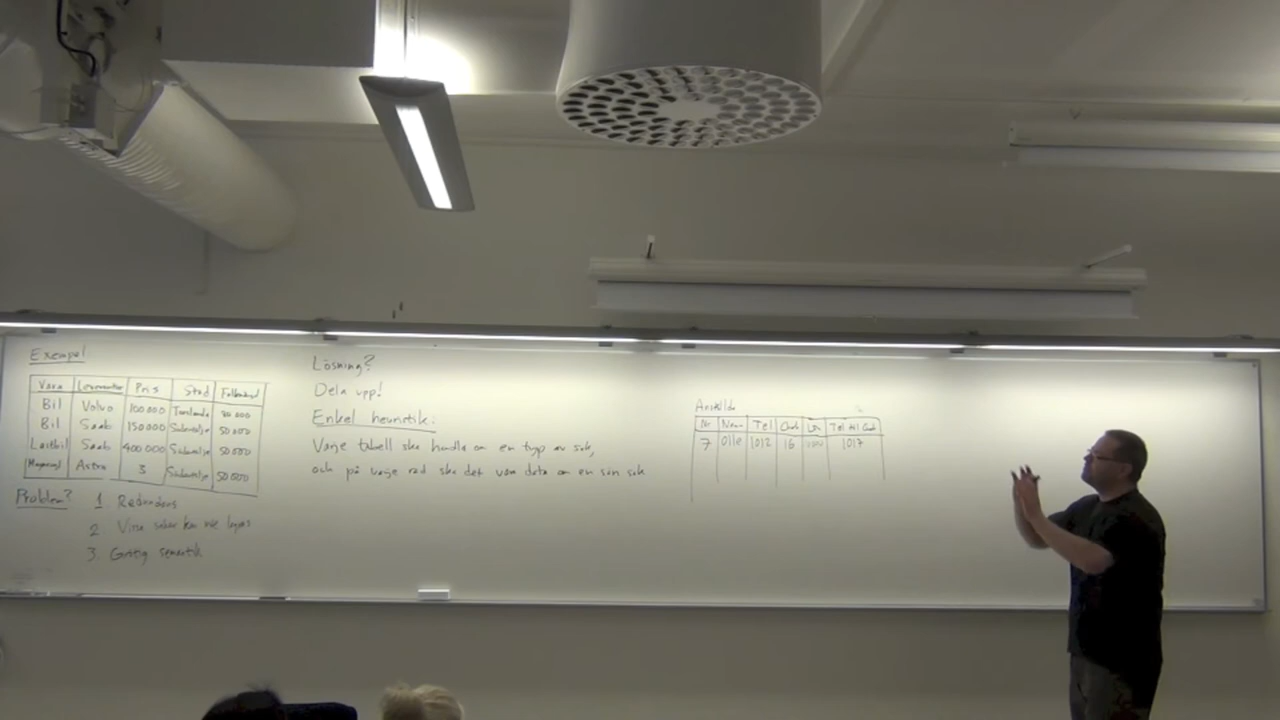 Exempel
Vara Leverantör Pris Stad Folkmängd
Bil Volvo 100 000 Torslanda
Bil Saab 150 000 Södertälje 50 000
Lastbil Saab 400 000 Södertälje 50 000
Astra 3 Södertälje 50 000
Problem? 1 Redundans
2 Vissa saker kan inte lagras
3. Grötig semantik
Lösning?
Dela upp!
Enkel heuristik:
Varje tabell ska handla om en typ av sak,
och på varje rad ska det vara data om en sån sak
Anställda
Nr Namn Tel Chef Lön Tel till Chef
7 Olle 1012 16 1017